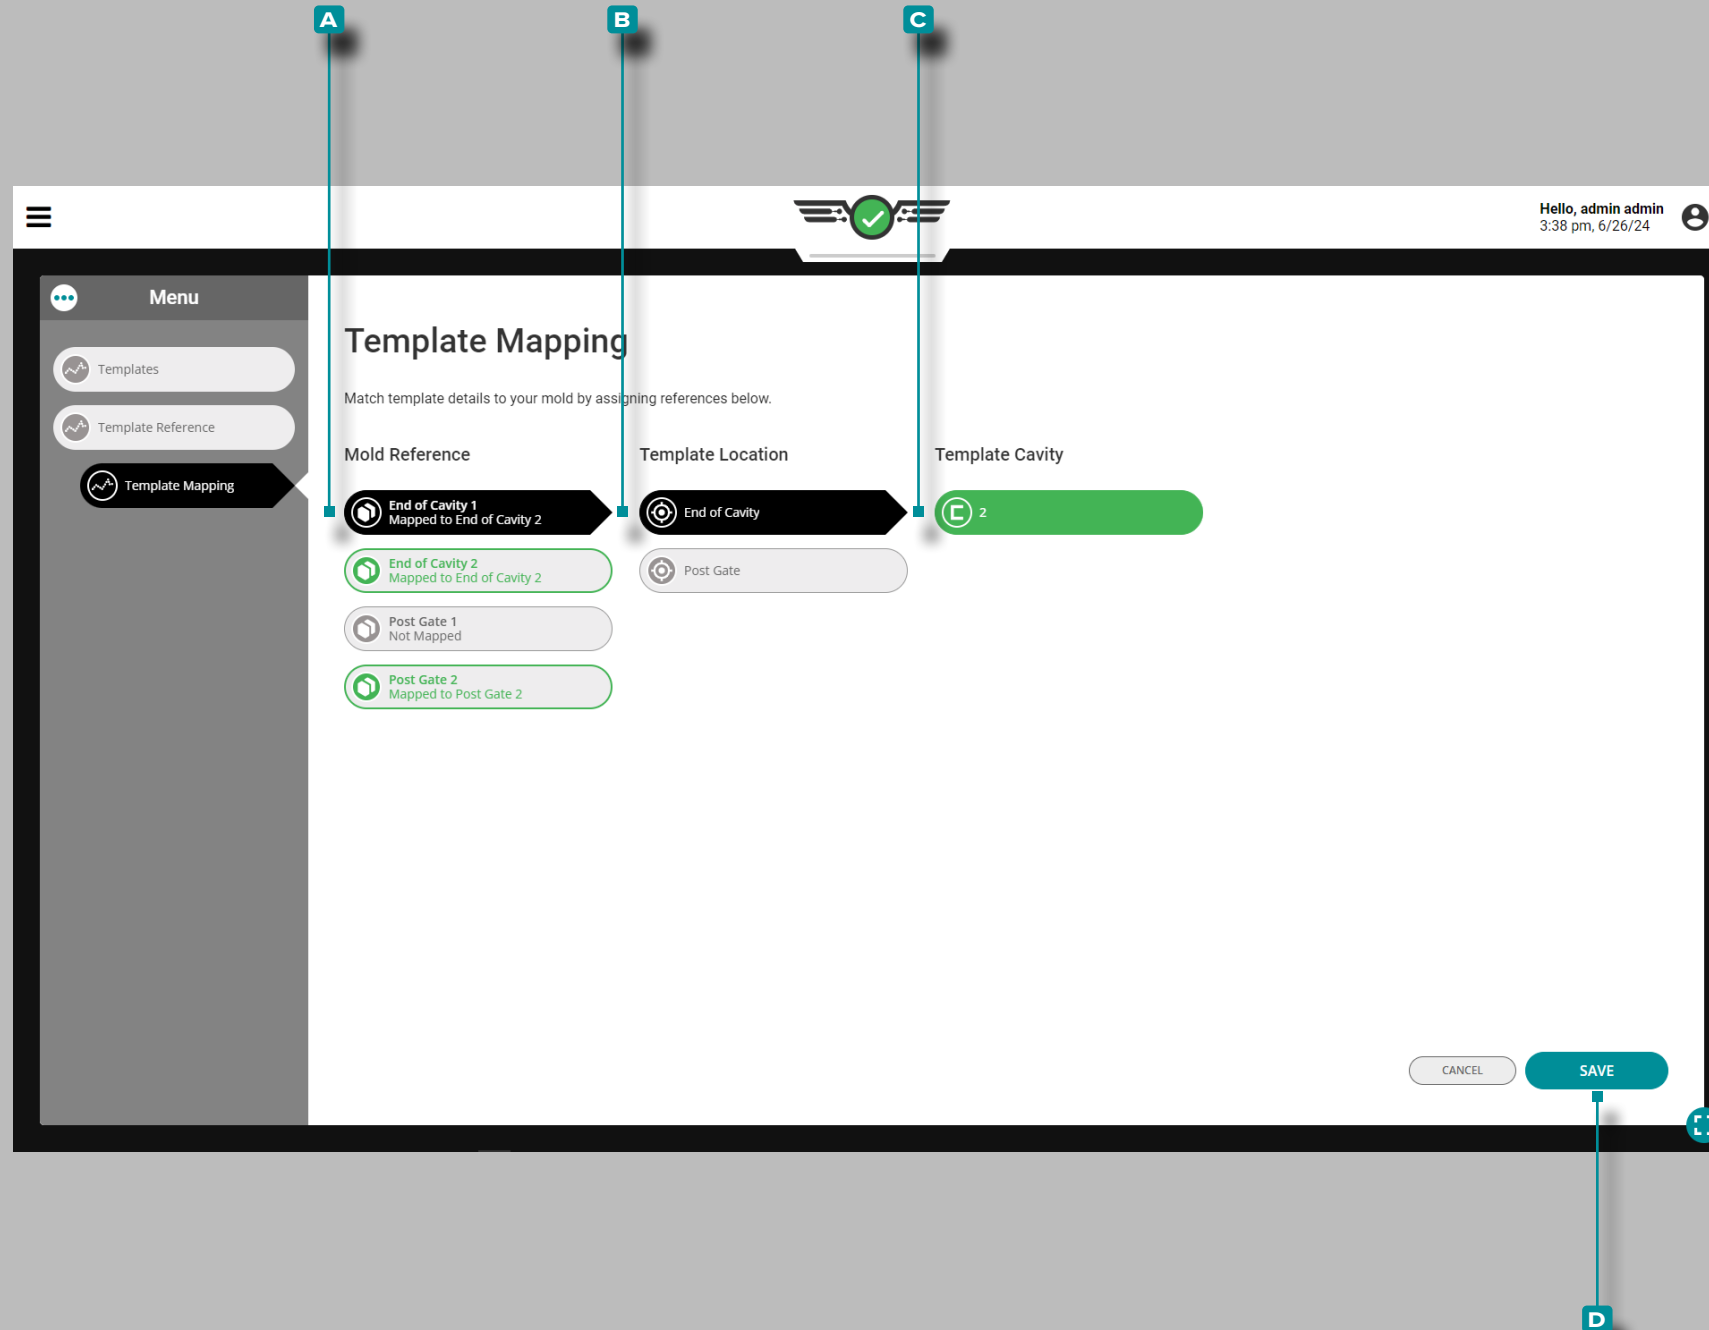 A
B
C
Hello, admin admin
3:38 pm, 6/26/24
Menu
Templates
Template Reference
Template Mapping
Template Mapping
Match template details to your mold by assigning references below.
Mold Reference
Template Location
Template Cavity
End of Cavity 1
Mapped to End of Cavity 2
End of Cavity
2
End of Cavity 2
Mapped to End of Cavity 2
Post Gate
Post Gate 1
Not Mapped
Post Gate 2
Mapped to Post Gate 2
CANCEL
SAVE
D